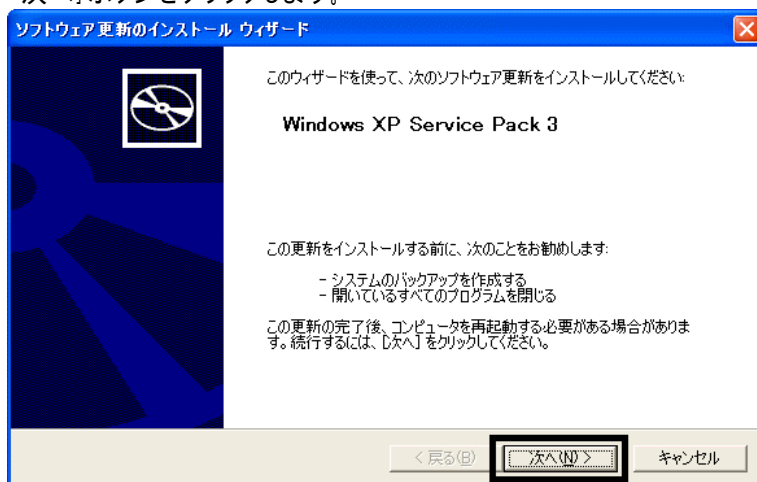 ソフトウェア更新のインストール ウィザード
このウィザードを使って、次のソフトウェア更新をインストールしてください:
Windows XP Service Pack 3
この更新をインストールする前に、次のことをお勧めします:
- システムのバックアップを作成する
- 開いているすべてのプログラムを閉じる
この更新の完了後、コンピュータを再起動する必要がある場合がありま
す。続行するには、[次へ] をクリックしてください。
< 戻る(B)
次へ(N) >
キャンセル